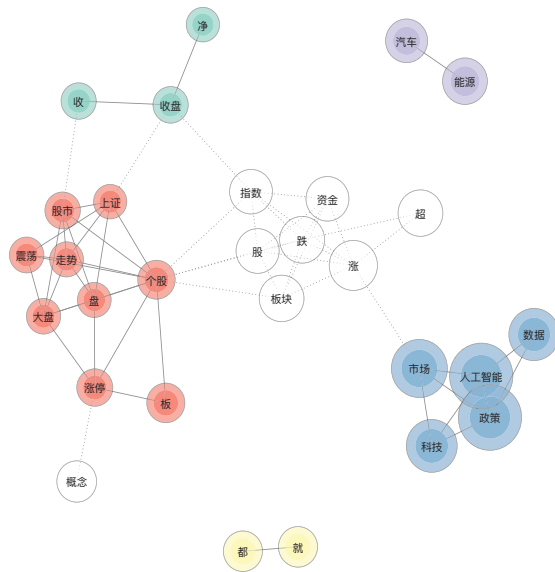 净
汽车
能源
收
收盘
指数
资金
上证
股市
超
跌
股
震荡
走势
涨
个股
板块
盘
大盘
数据
市场
人工智能
涨停
板
政策
科技
概念
都
就